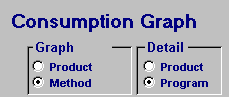 Consumption Graph
Graph Detail
Product Product
Method Program